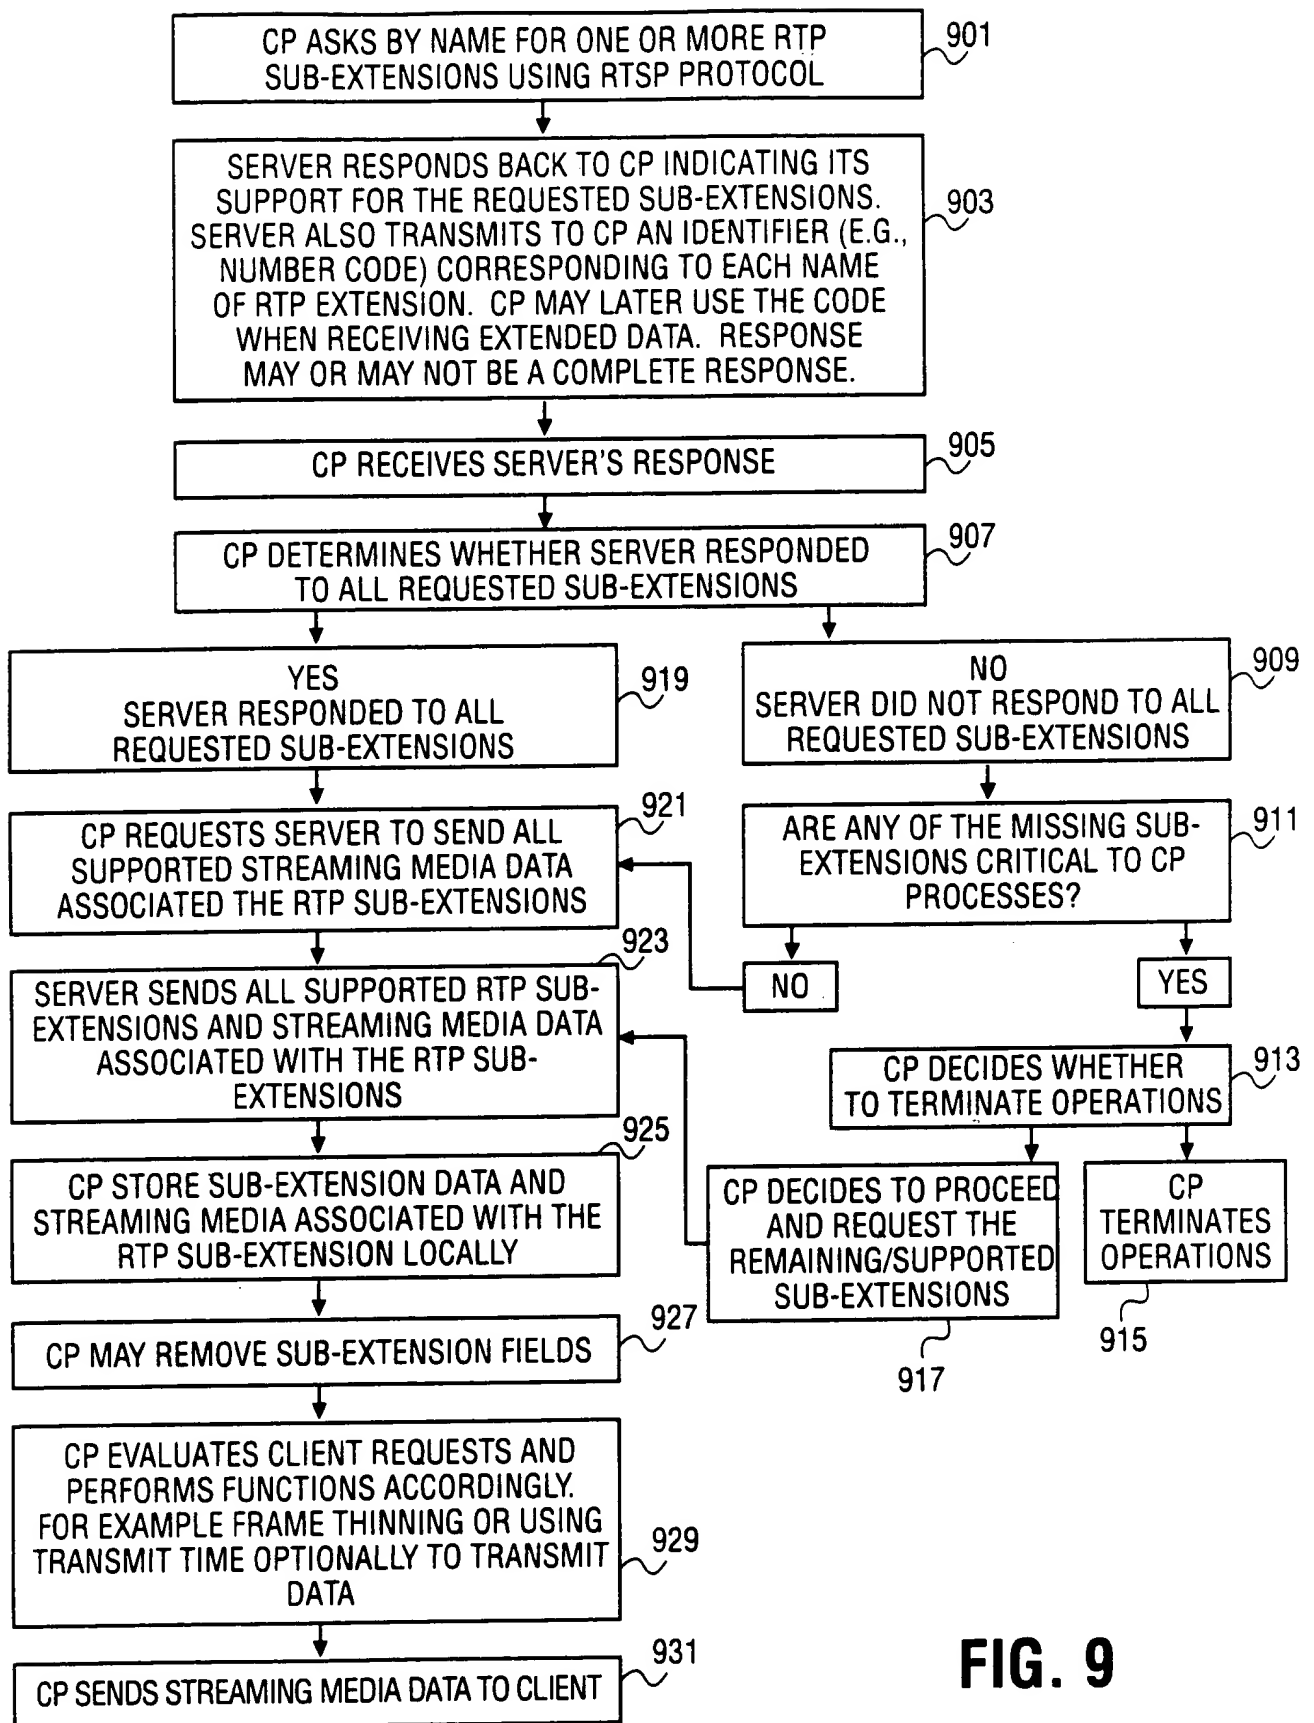 CP ASKS BY NAME FOR ONE OR MORE RTP
SUB-EXTENSIONS USING RTSP PROTOCOL
901
SERVER RESPONDS BACK TO CP INDICATING ITS
SUPPORT FOR THE REQUESTED SUB-EXTENSIONS.
SERVER ALSO TRANSMITS TO CP AN IDENTIFIER (E.G.,
NUMBER CODE) CORRESPONDING TO EACH NAME
OF RTP EXTENSION. CP MAY LATER USE THE CODE
WHEN RECEIVING EXTENDED DATA. RESPONSE
MAY OR MAY NOT BE A COMPLETE RESPONSE.
903
CP RECEIVES SERVER'S RESPONSE
905
CP DETERMINES WHETHER SERVER RESPONDED
TO ALL REQUESTED SUB-EXTENSIONS
907
YES
SERVER RESPONDED TO ALL
REQUESTED SUB-EXTENSIONS
919
NO
SERVER DID NOT RESPOND TO ALL
REQUESTED SUB-EXTENSIONS
909
CP REQUESTS SERVER TO SEND ALL
SUPPORTED STREAMING MEDIA DATA
ASSOCIATED THE RTP SUB-EXTENSIONS
921
ARE ANY OF THE MISSING SUB-
EXTENSIONS CRITICAL TO CP
PROCESSES?
911
NO
YES
SERVER SENDS ALL SUPPORTED RTP SUB-
EXTENSIONS AND STREAMING MEDIA DATA
ASSOCIATED WITH THE RTP SUB-
EXTENSIONS
923
CP DECIDES WHETHER
TO TERMINATE OPERATIONS
913
CP STORE SUB-EXTENSION DATA AND
STREAMING MEDIA ASSOCIATED WITH THE
RTP SUB-EXTENSION LOCALLY
925
CP DECIDES TO PROCEED
AND REQUEST THE
REMAINING/SUPPORTED
SUB-EXTENSIONS
917
CP
TERMINATES
OPERATIONS
915
CP MAY REMOVE SUB-EXTENSION FIELDS
927
CP EVALUATES CLIENT REQUESTS AND
PERFORMS FUNCTIONS ACCORDINGLY.
FOR EXAMPLE FRAME THINNING OR USING
TRANSMIT TIME OPTIONALLY TO TRANSMIT
DATA
929
CP SENDS STREAMING MEDIA DATA TO CLIENT
931
FIG. 9